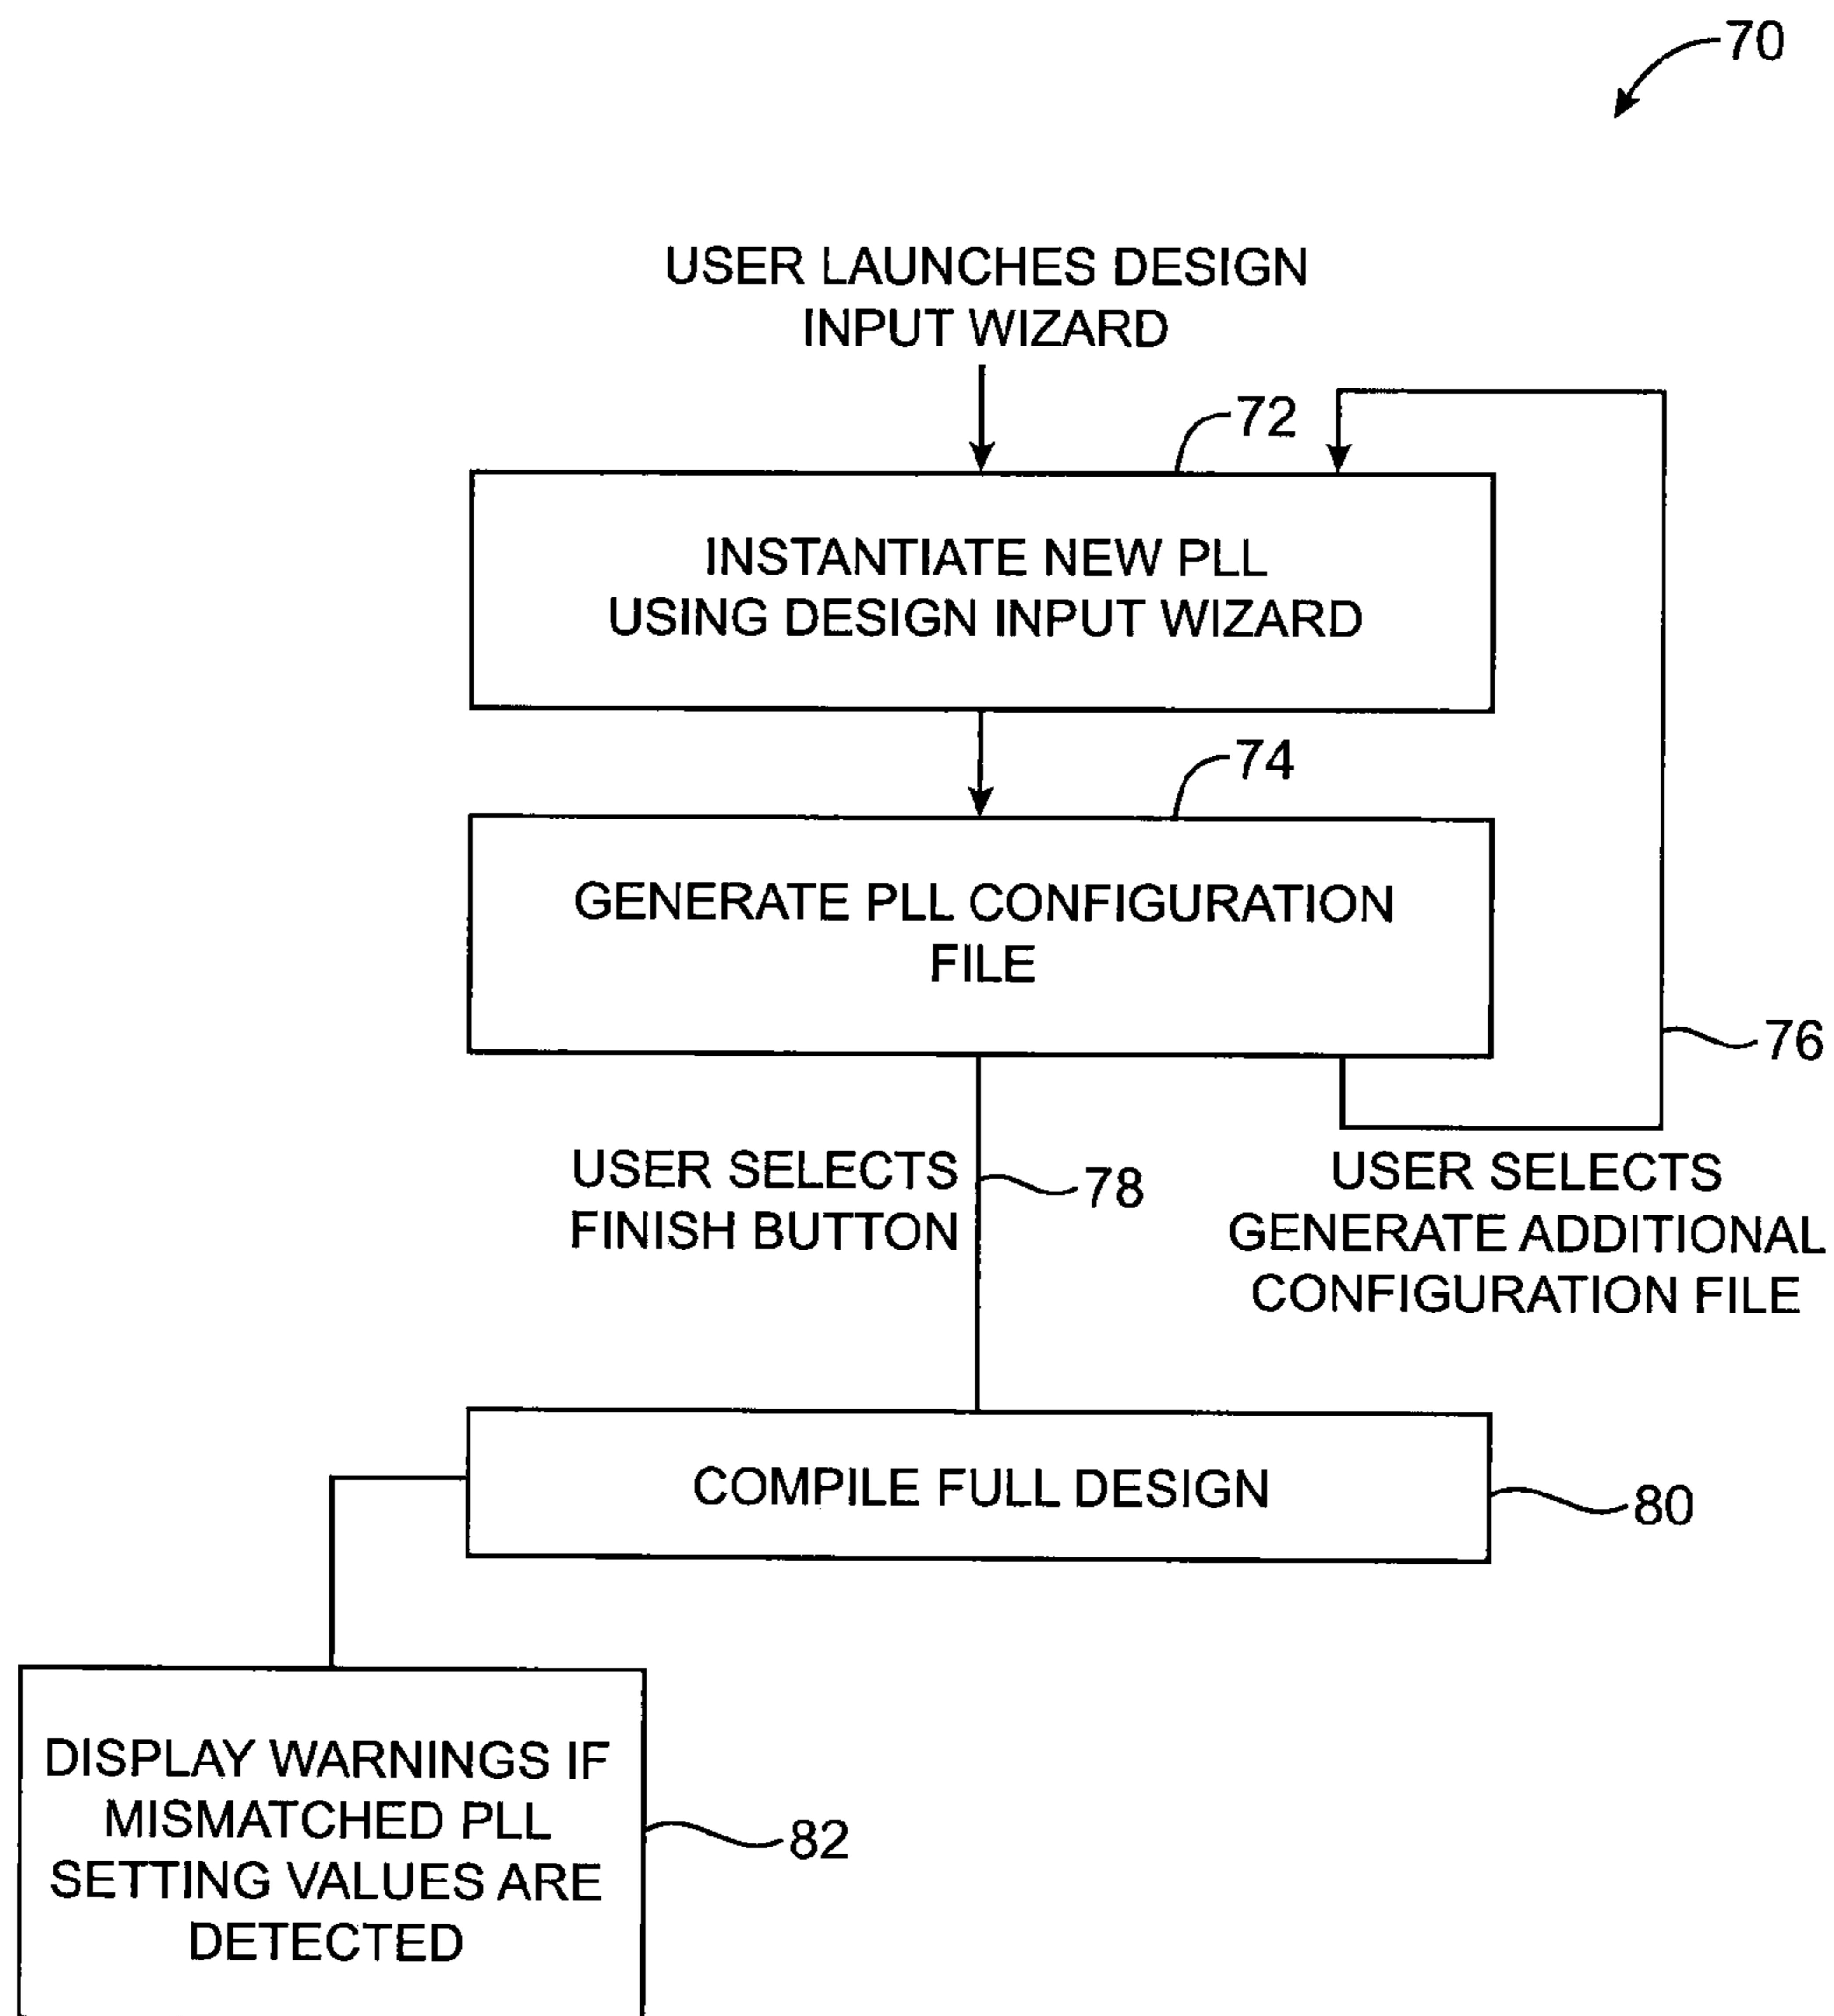 70
USER LAUNCHES DESIGN
INPUT WIZARD
72
INSTANTIATE NEW PLL
USING DESIGN INPUT WIZARD
74
GENERATE PLL CONFIGURATION
FILE
76
USER SELECTS
FINISH BUTTON
78
USER SELECTS
GENERATE ADDITIONAL
CONFIGURATION FILE
COMPILE FULL DESIGN
80
DISPLAY WARNINGS IF
MISMATCHED PLL
SETTING VALUES ARE
DETECTED
82